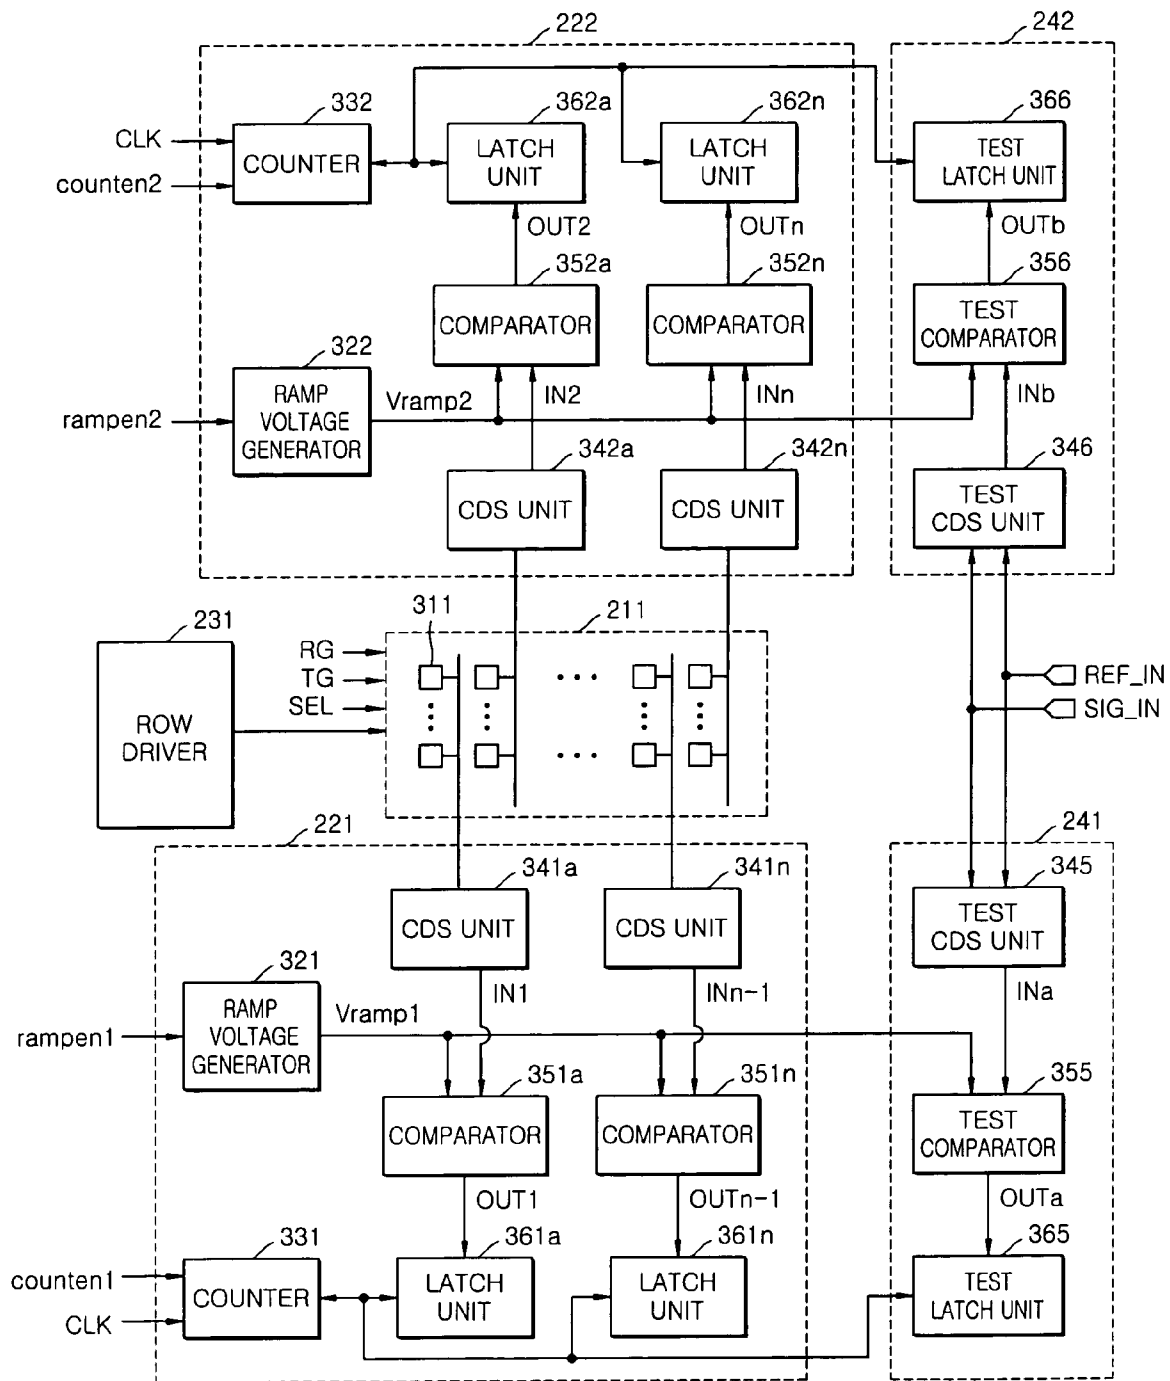 222
242
332
362a
362n
366
CLK
COUNTER
LATCH
UNIT
LATCH
UNIT
TEST
LATCH UNIT
counten2
OUT2
OUTn
OUTb
352a
352n
356
COMPARATOR
COMPARATOR
TEST
COMPARATOR
322
RAMP
VOLTAGE
GENERATOR
rampen2
Vramp2
IN2
INn
INb
342a
342n
346
CDS UNIT
CDS UNIT
TEST
CDS UNIT
231
311
211
ROW
DRIVER
RG
TG
SEL
REF_IN
SIG_IN
221
241
341a
341n
345
CDS UNIT
CDS UNIT
TEST
CDS UNIT
321
IN1
INn-1
INa
RAMP
VOLTAGE
GENERATOR
Vramp1
rampen1
351a
351n
355
COMPARATOR
COMPARATOR
TEST
COMPARATOR
OUT1
OUTn-1
OUTa
331
361a
361n
365
counten1
CLK
COUNTER
LATCH
UNIT
LATCH
UNIT
TEST
LATCH UNIT